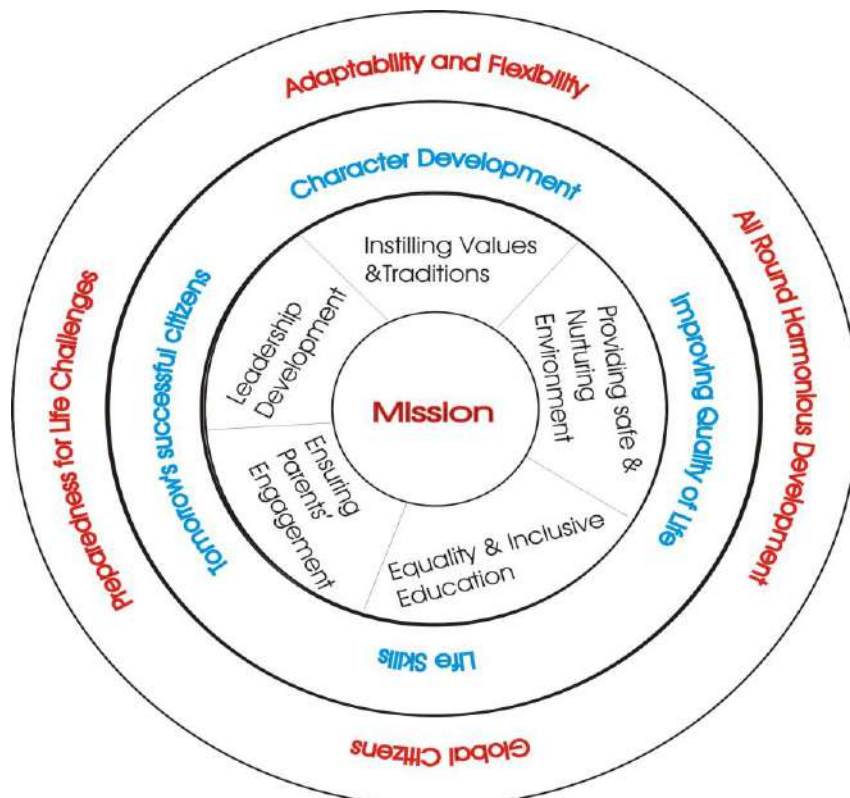 Adaptability and Flexibility
All Round Harmonious Development
Global Citizens
Preparedness for Life Challenges
Character Development
Improving Quality of Life
Life Skills
Tomorrow's successful citizens
Instilling Values
&Traditions
Providing safe &
Nurturing
Environment
Equality & Inclusive
Education
Ensuring
Parents'
Engagement
Leadership
Development
Mission